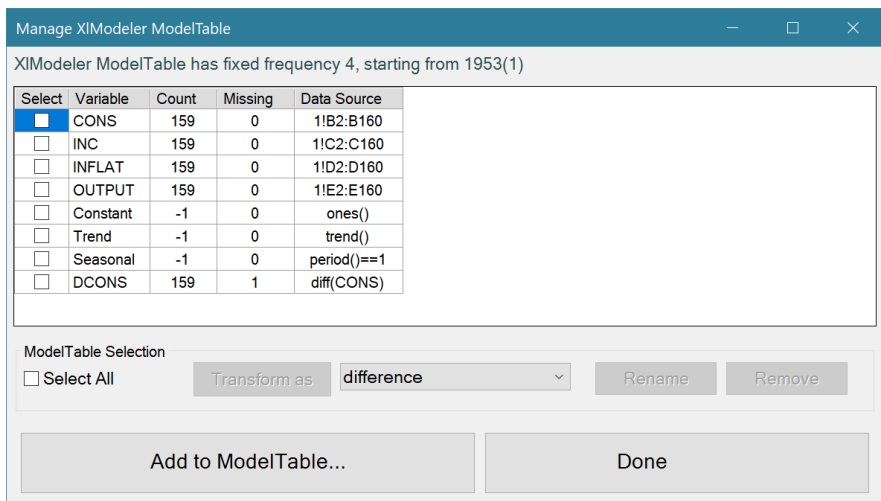 Manage XlModeler ModelTable
XlModeler ModelTable has fixed frequency 4, starting from 1953(1)
Select Variable Count Missing Data Source
CONS 159 0 1!B2:B160
INC 159 0 1!C2:C160
INFLAT 159 0 1!D2:D160
OUTPUT 159 0 1!E2:E160
Constant -1 0 ones()
Trend -1 0 trend()
Seasonal -1 0 period()==1
DCONS 159 1 diff(CONS)
ModelTable Selection
Select All Transform as difference Rename Remove
Add to ModelTable... Done